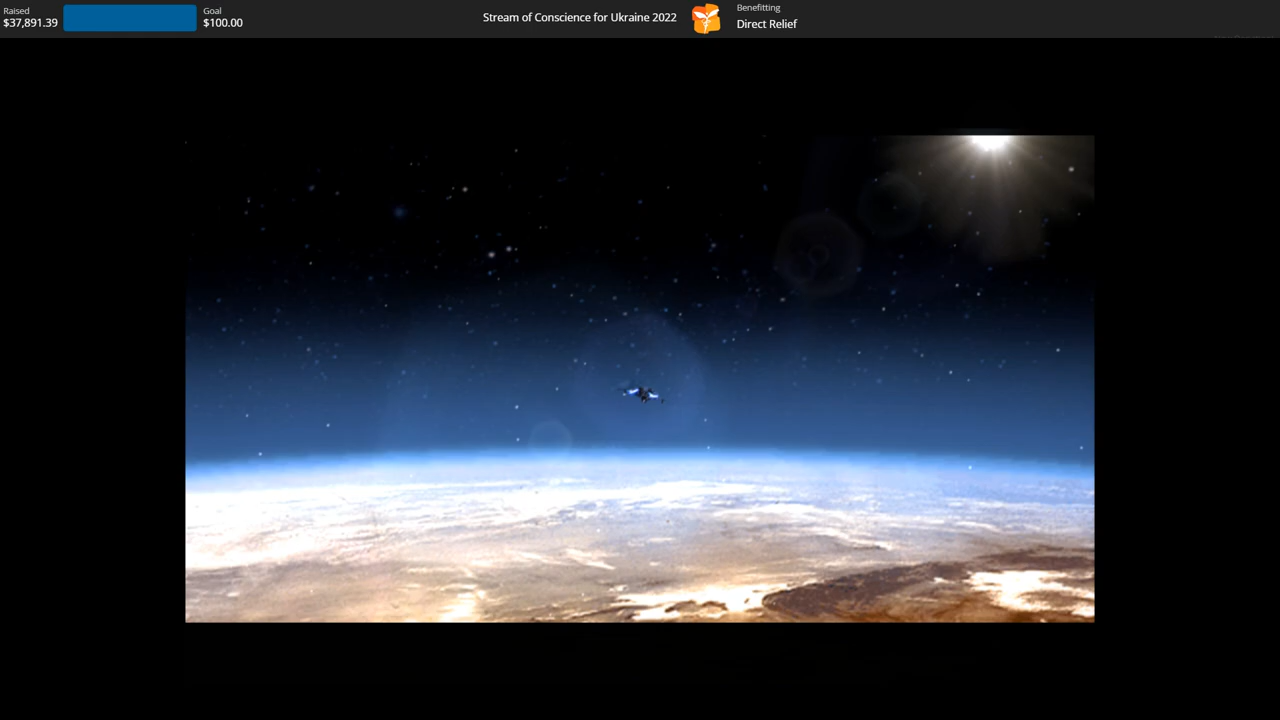 Raised
$37,891.39
Goal
$100.00
Stream of Conscience for Ukraine 2022
Benefitting
Direct Relief